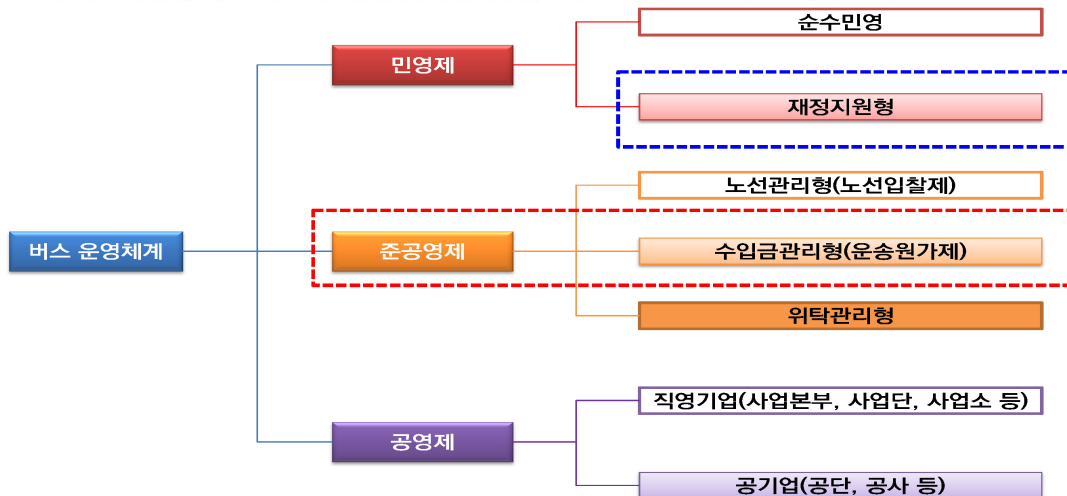 순수민영
민영제
재정지원형
노선관리형(노선입찰제)
버스 운영체계
준공영제
수입금관리형(운송원가제)
위탁관리형
직영기업(사업본부, 사업단, 사업소 등)
공영제
공기업(공단, 공사 등)